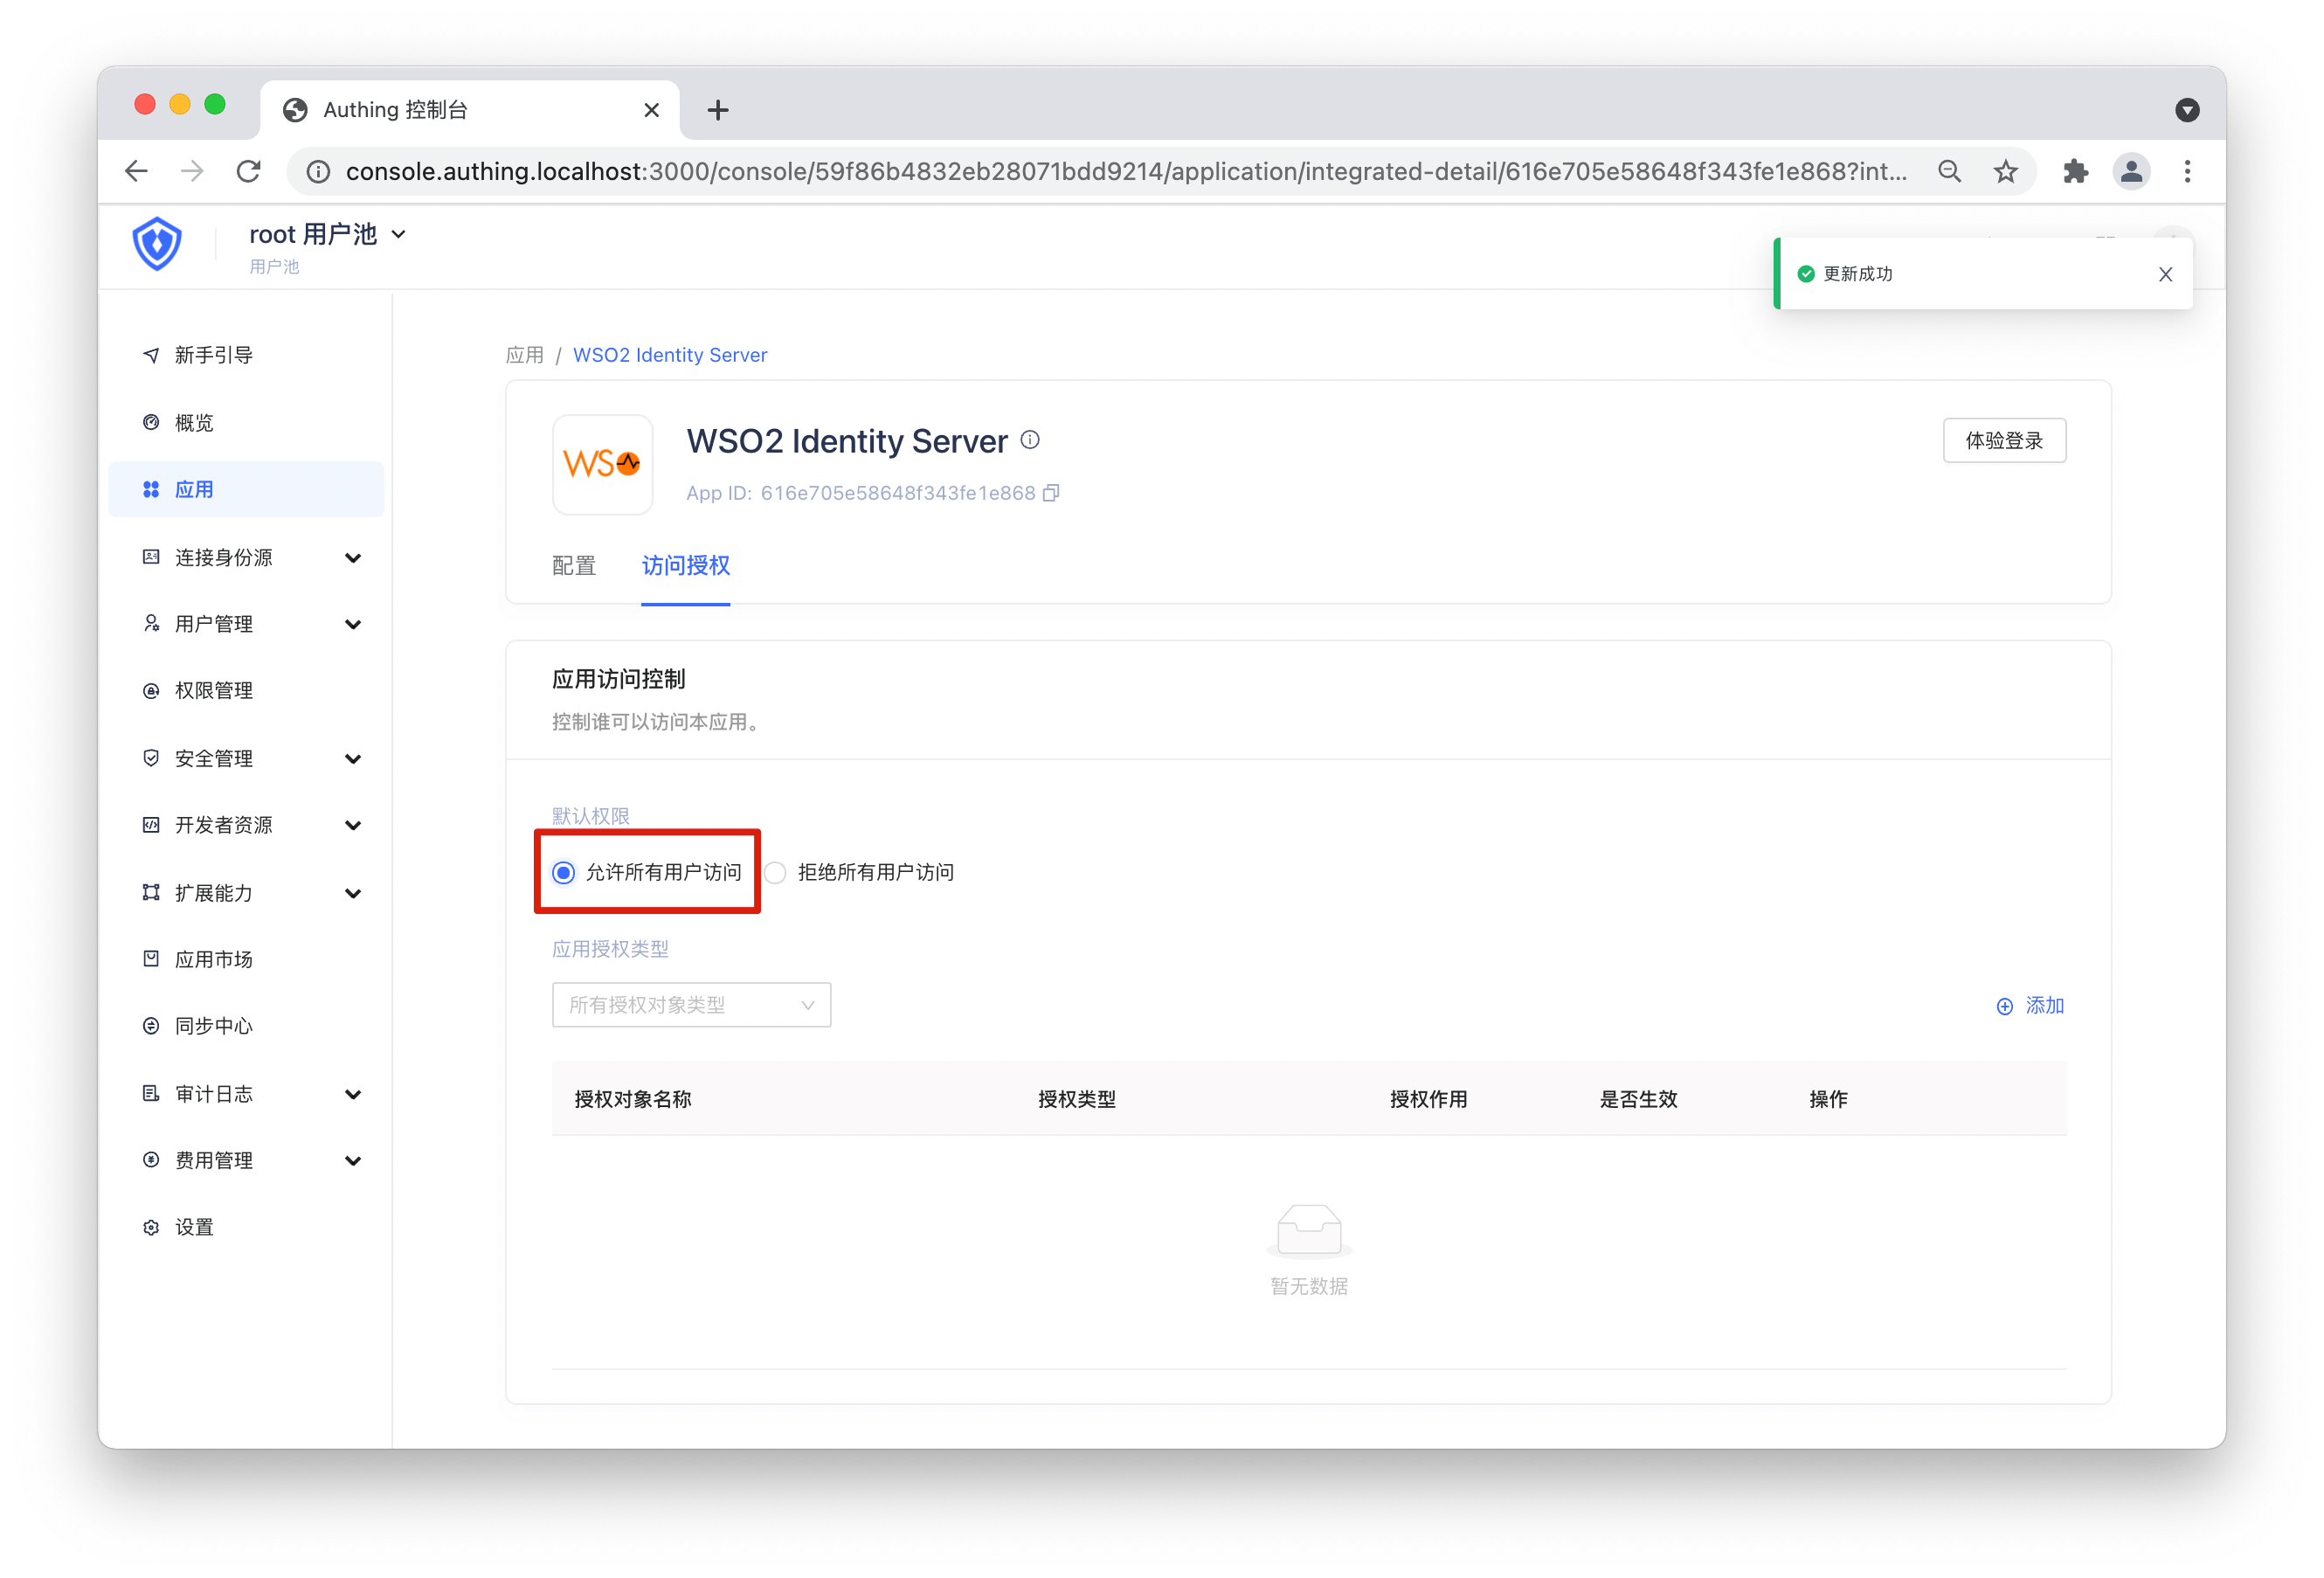 Authing 控制台
console.authing.localhost:3000/console/59f86b4832eb28071bdd9214/application/integrated-detail/616e705e58648f343fe1e868?int...
root 用户池
用户池
更新成功
新手引导
概览
应用
连接身份源
用户管理
权限管理
安全管理
开发者资源
扩展能力
应用市场
同步中心
审计日志
费用管理
设置
应用 / WSO2 Identity Server
WSO
WSO2 Identity Server
体验登录
App ID: 616e705e58648f343fe1e868
配置 访问授权
应用访问控制
控制谁可以访问本应用。
默认权限
允许所有用户访问 拒绝所有用户访问
应用授权类型
所有授权对象类型
添加
授权对象名称 授权类型 授权作用 是否生效 操作
暂无数据